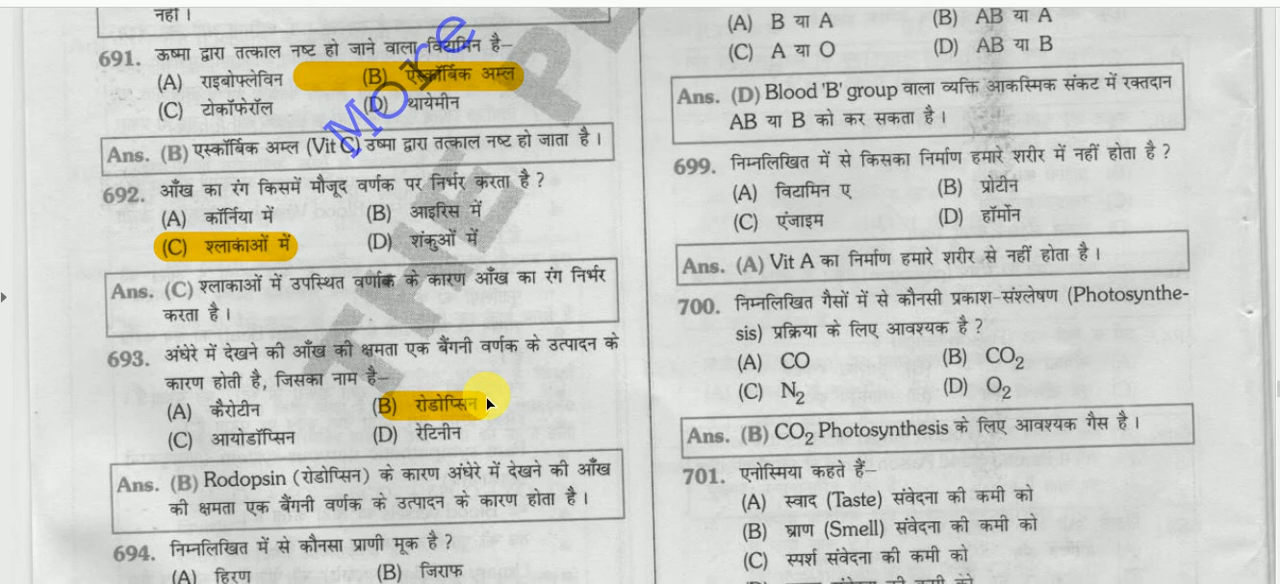 नहीं ।
691. ऊष्मा द्वारा तत्काल नष्ट हो जाने वाला विटामिन है–
(A) राइबोफ्लेविन (B) एस्कॉर्बिक अम्ल
(C) टोकॉफेरॉल (D) थायेमीन
Ans. (B) एस्कॉर्बिक अम्ल (Vit C) उष्मा द्वारा तत्काल नष्ट हो जाता है ।
692. आँख का रंग किसमें मौजूद वर्णक पर निर्भर करता है ?
(A) कॉर्निया में (B) आइरिस में
(C) श्लाकाओं में (D) शंकुओं में
Ans. (C) श्लाकाओं में उपस्थित वर्णाक के कारण आँख का रंग निर्भर
करता है ।
693. अंघेरे में देखने की आँख की क्षमता एक बैंगनी वर्णक के उत्पादन के
कारण होती है, जिसका नाम है–
(A) कैरोटीन (B) रोडोप्सिन
(C) आयोडॉप्सिन (D) रेटिनीन
Ans. (B) Rodopsin (रोडोप्सिन) के कारण अंघेरे में देखने की आँख
की क्षमता एक बैंगनी वर्णक के उत्पादन के कारण होता है ।
694. निम्नलिखित में से कौनसा प्राणी मूक है ?
(A) हिरण (B) जिराफ
(A) B या A (B) AB या A
(C) A या O (D) AB या B
Ans. (D) Blood 'B' group वाला व्यक्ति आकस्मिक संकट में रक्तदान
AB या B को कर सकता है ।
699. निम्नलिखित में से किसका निर्माण हमारे शरीर में नहीं होता है ?
(A) विटामिन ए (B) प्रोटीन
(C) एंजाइम (D) हॉर्मोन
Ans. (A) Vit A का निर्माण हमारे शरीर से नहीं होता है ।
700. निम्नलिखित गैसों में से कौनसी प्रकाश-संश्लेषण (Photosynthe-
sis) प्रक्रिया के लिए आवश्यक है ?
(A) CO (B) CO₂
(C) N₂ (D) O₂
Ans. (B) CO₂ Photosynthesis के लिए आवश्यक गैस है ।
701. एनोस्मिया कहते हैं–
(A) स्वाद (Taste) संवेदना की कमी को
(B) घ्राण (Smell) संवेदना की कमी को
(C) स्पर्श संवेदना की कमी को
More
THE